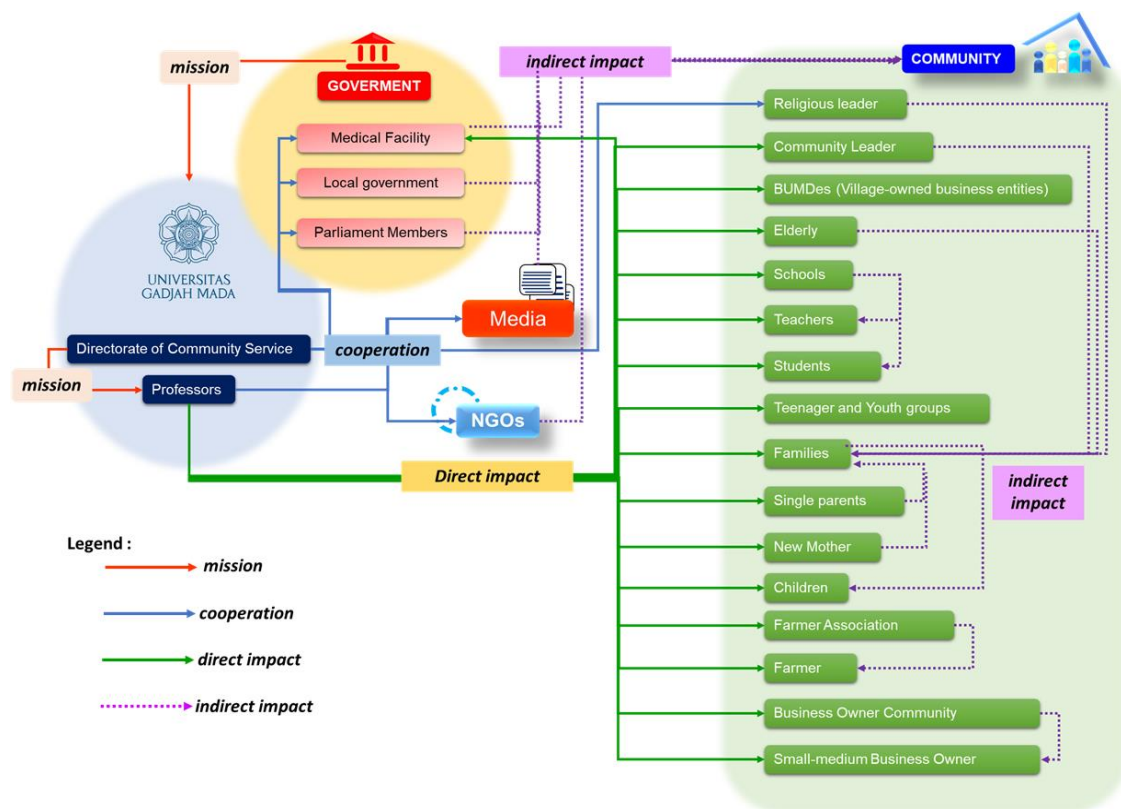 mission
GOVERMENT
indirect impact
COMMUNITY
Medical Facility
Local government
Parliament Members
UNIVERSITAS
GADJAH MADA
Directorate of Community Service
mission
Professors
cooperation
Media
NGOs
Direct impact
Religious leader
Community Leader
BUMDes (Village-owned business entities)
Elderly
Schools
Teachers
Students
Teenager and Youth groups
Families
Single parents
New Mother
Children
Farmer Association
Farmer
Business Owner Community
Small-medium Business Owner
indirect
impact
Legend :
mission
cooperation
direct impact
indirect impact